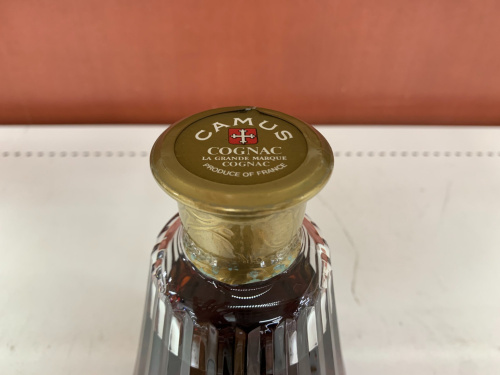 CAMUS
COGNAC
LA GRANDE MARQUE
COGNAC
PRODUCE OF FRANCE